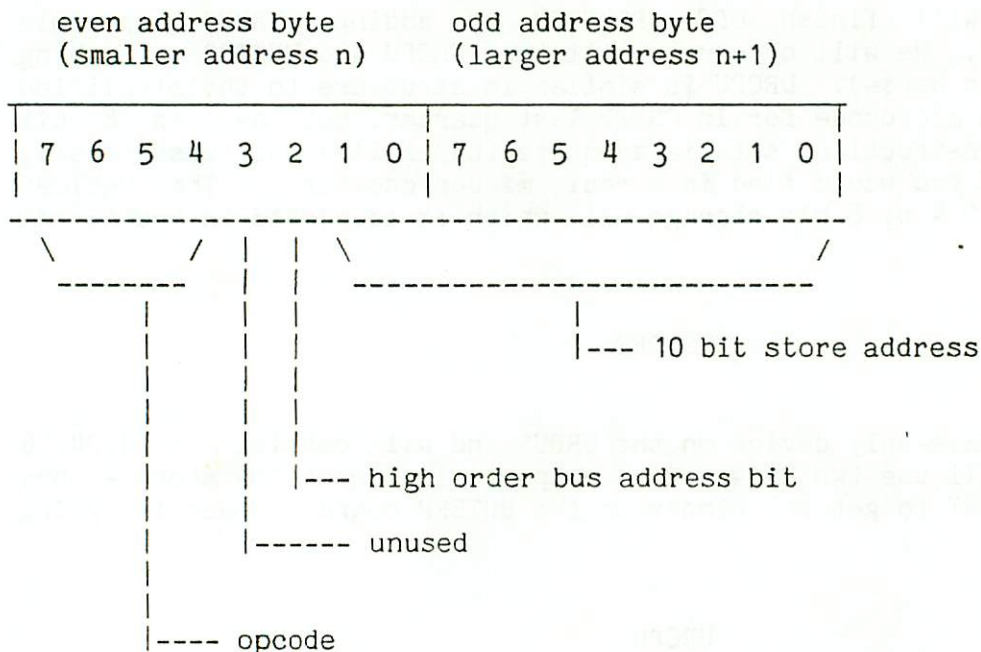 even address byte odd address byte
(smaller address n) (larger address n+1)
7 6 5 4 3 2 1 0 7 6 5 4 3 2 1 0
|--- 10 bit store address
|--- high order bus address bit
|------ unused
|---- opcode